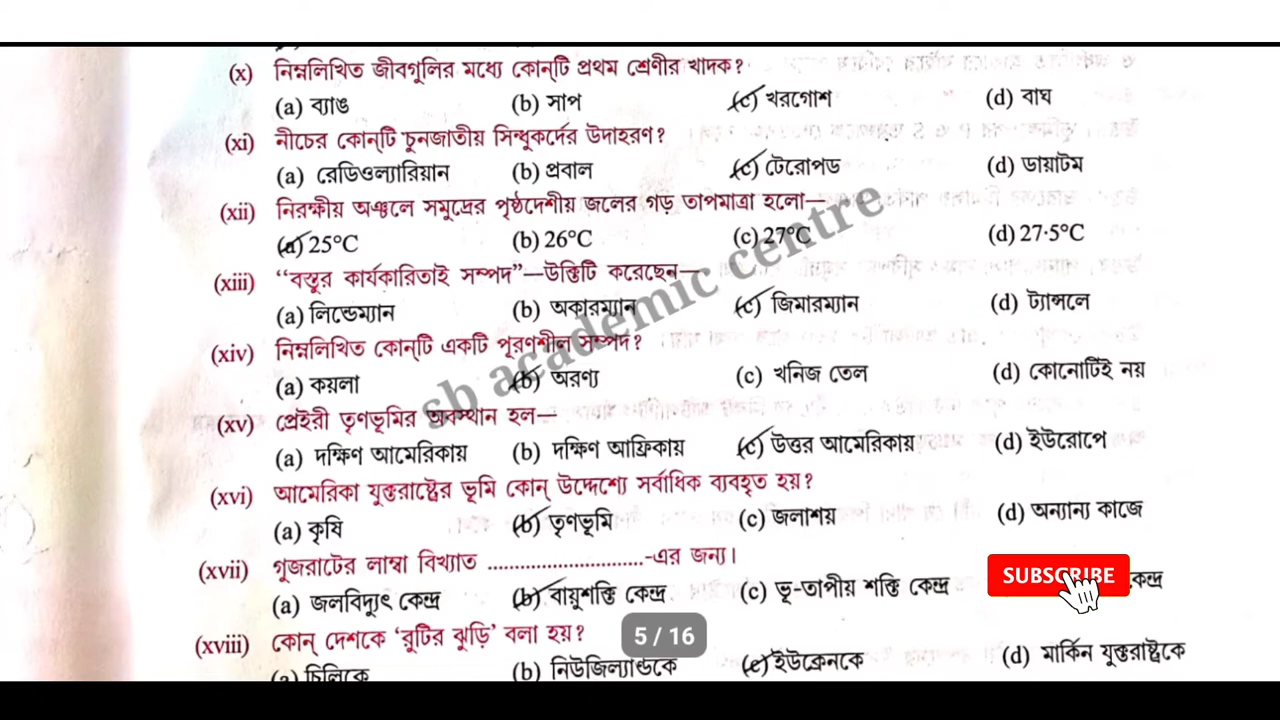 (x) নিম্নলিখিত জীবগুলির মধ্যে কোন্‌টি প্রথম শ্রেণীর খাদক?
(a) ব্যাঙ (b) সাপ (c) খরগোশ (d) বাঘ
(xi) নীচের কোন্‌টি চুনজাতীয় সিন্ধুকর্দের উদাহরণ?
(a) রেডিওল্যারিয়ান (b) প্রবাল (c) টেরোপড (d) ডায়াটম
(xii) নিরক্ষীয় অঞ্চলে সমুদ্রের পৃষ্ঠদেশীয় জলের গড় তাপমাত্রা হলো—
(a) 25°C (b) 26°C (c) 27°C (d) 27·5°C
(xiii) “বস্তুর কার্যকারিতাই সম্পদ”—উক্তিটি করেছেন—
(a) লিন্ডেম্যান (b) অকারম্যান (c) জিমারম্যান (d) ট্যান্সলে
(xiv) নিম্নলিখিত কোন্‌টি একটি পূরণশীল সম্পদ?
(a) কয়লা (b) অরণ্য (c) খনিজ তেল (d) কোনোটিই নয়
(xv) প্রেইরী তৃণভূমির অবস্থান হল—
(a) দক্ষিণ আমেরিকায় (b) দক্ষিণ আফ্রিকায় (c) উত্তর আমেরিকায় (d) ইউরোপে
(xvi) আমেরিকা যুক্তরাষ্ট্রের ভূমি কোন্ উদ্দেশ্যে সর্বাধিক ব্যবহৃত হয়?
(a) কৃষি (b) তৃণভূমি (c) জলাশয় (d) অন্যান্য কাজে
(xvii) গুজরাটের লাম্বা বিখ্যাত ............................-এর জন্য।
(a) জলবিদ্যুৎ কেন্দ্র (b) বায়ুশক্তি কেন্দ্র (c) ভূ-তাপীয় শক্তি কেন্দ্র কেন্দ্র
SUBSCRIBE
(xviii) কোন্ দেশকে ‘রুটির ঝুড়ি’ বলা হয়?
5 / 16
(a) চিলিকে (b) নিউজিল্যান্ডকে (c) ইউক্রেনকে (d) মার্কিন যুক্তরাষ্ট্রকে
sb academic centre